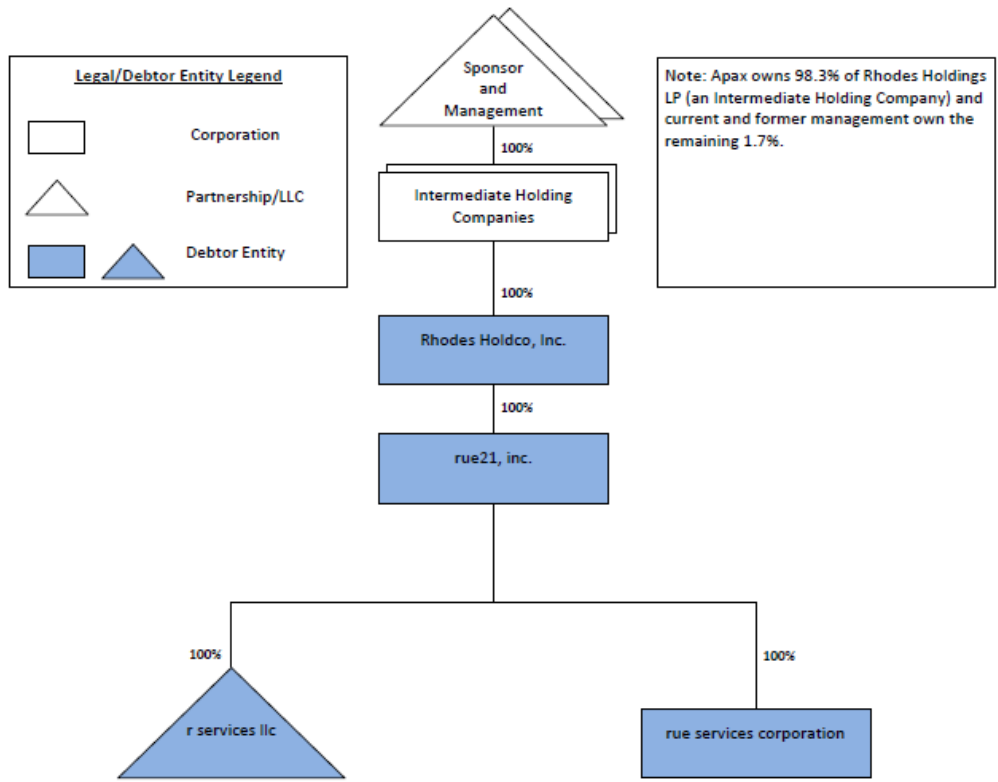 Legal/Debtor Entity Legend
Corporation
Partnership/LLC
Debtor Entity
Sponsor
and
Management
100%
Intermediate Holding
Companies
Note: Apax owns 98.3% of Rhodes Holdings
LP (an Intermediate Holding Company) and
current and former management own the
remaining 1.7%.
100%
Rhodes Holdco, Inc.
100%
rue21, inc.
100%
r services llc
100%
rue services corporation